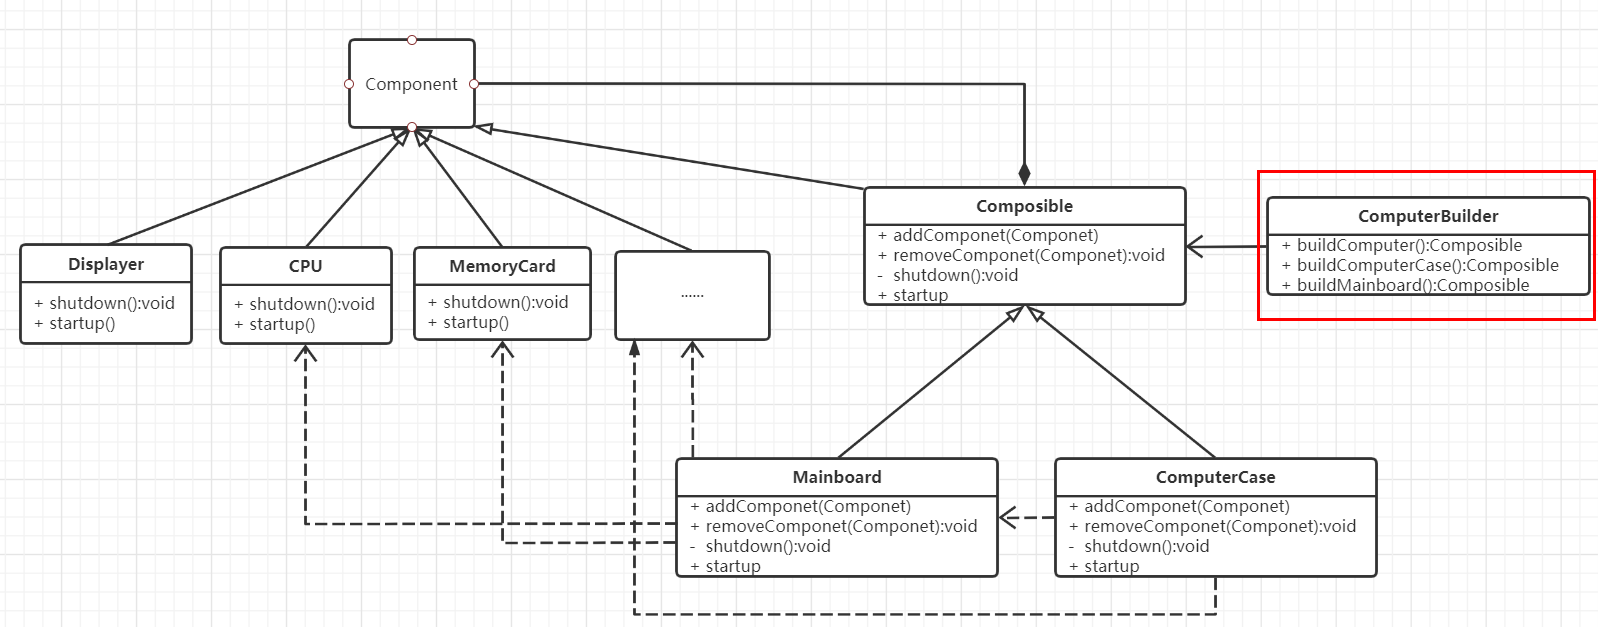 Component
Composible
+ addComponet(Componet)
+ removeComponet(Componet):void
- shutdown():void
+ startup
ComputerBuilder
+ buildComputer():Composible
+ buildComputerCase():Composible
+ buildMainboard():Composible
Displayer
+ shutdown():void
+ startup()
CPU
+ shutdown():void
+ startup()
MemoryCard
+ shutdown():void
+ startup()
......
Mainboard
+ addComponet(Componet)
+ removeComponet(Componet):void
- shutdown():void
+ startup
ComputerCase
+ addComponet(Componet)
+ removeComponet(Componet):void
- shutdown():void
+ startup